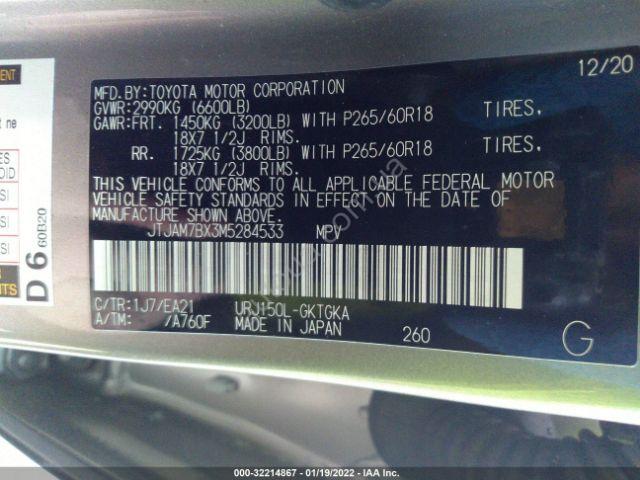 12/20
MFD.BY:TOYOTA MOTOR CORPORATION
GVWR:2990KG (6600LB)
GAWR:FRT. 1450KG (3200LB) WITH P265/60R18 TIRES,
18X7 1/2J RIMS.
RR. 1725KG (3800LB) WITH P265/60R18 TIRES,
18X7 1/2J RIMS.
THIS VEHICLE CONFORMS TO ALL APPLICABLE FEDERAL MOTOR
VEHICLE SAFETY STANDARDS IN EFFECT ON THE DATE OF
MANUFACTURE SHOWN ABOVE.
JTJAM7BX3M5284533 MPV
C/TR:1J7/EA21 URJ150L-GKTGKA
A/TM: /A760F MADE IN JAPAN 260
G
D6 60B20
000-32214867 - 01/19/2022 - IAA Inc.